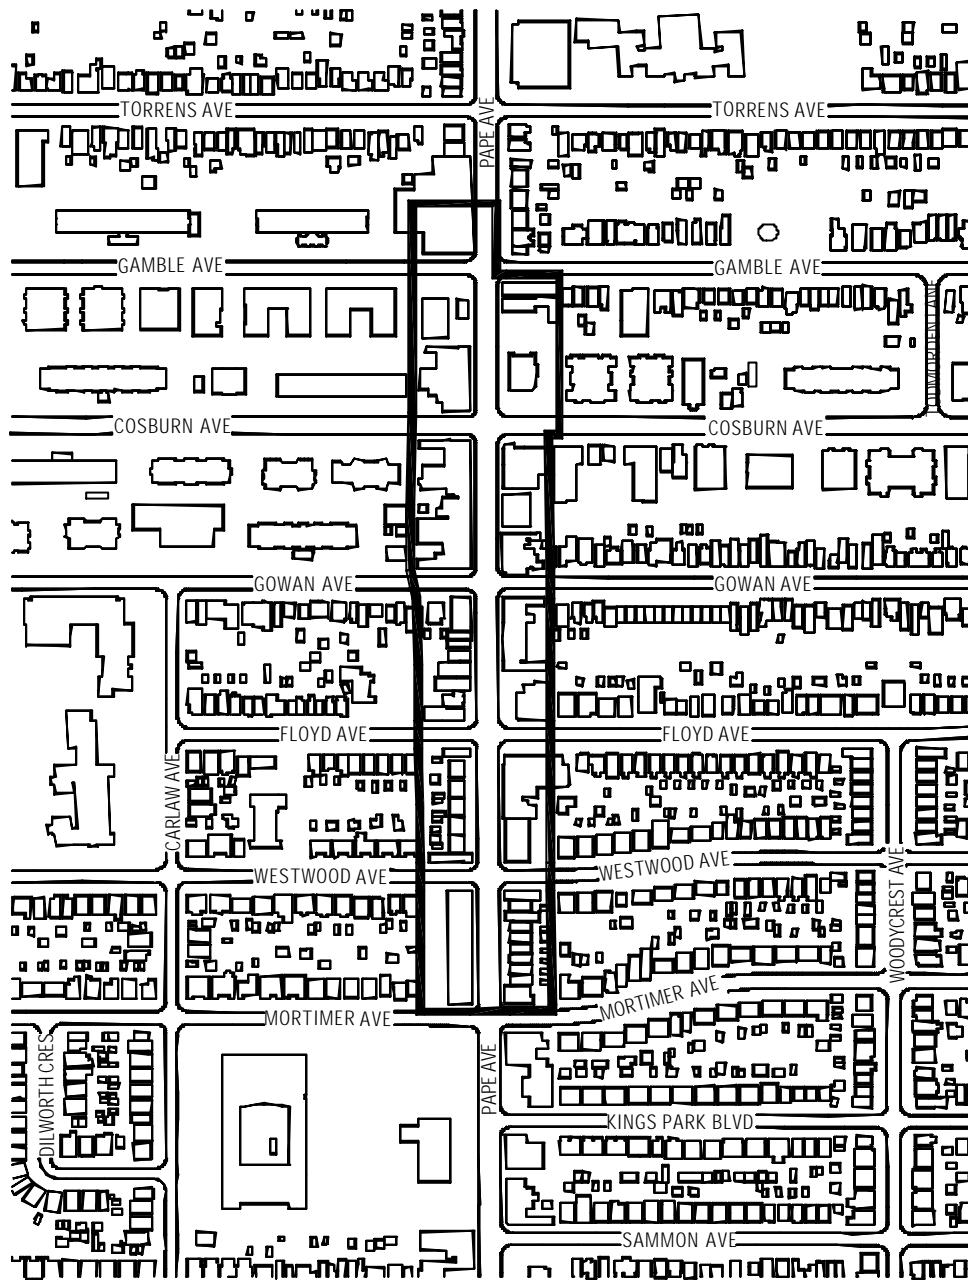 TORRENS AVE
PAPE AVE
TORRENS AVE
GAMBLE AVE
GAMBLE AVE
TODMORDEN LANE
COSBURN AVE
COSBURN AVE
GOWAN AVE
GOWAN AVE
FLOYD AVE
FLOYD AVE
CARLAW AVE
WESTWOOD AVE
WESTWOOD AVE
WOODYCREST AVE
MORTIMER AVE
MORTIMER AVE
DILWORTH CRES
PAPE AVE
KINGS PARK BLVD
SAMMON AVE